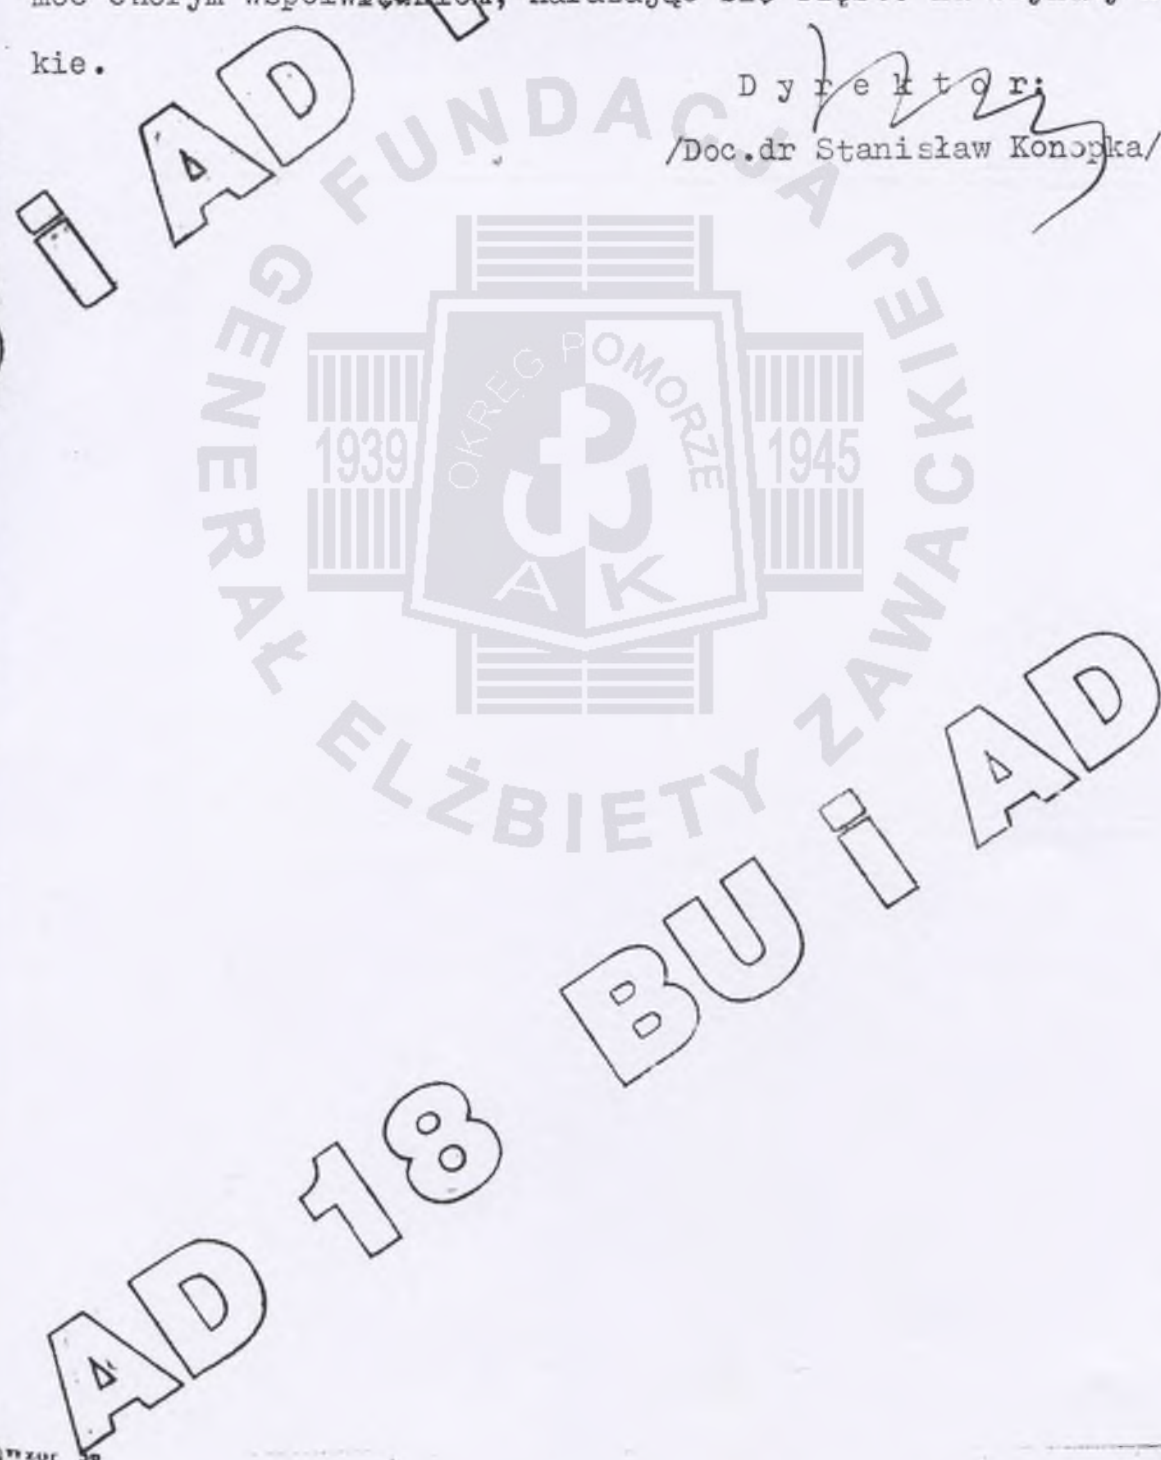 kie.
D y r e k t o r:
/Doc.dr Stanisław Konopka/
i AD
FUNDACJA
GENERAŁ ELŻBIETY ZAWACKIEJ
OKRĘG POMORZE
1939
1945
AK
AD 18 BU i AD